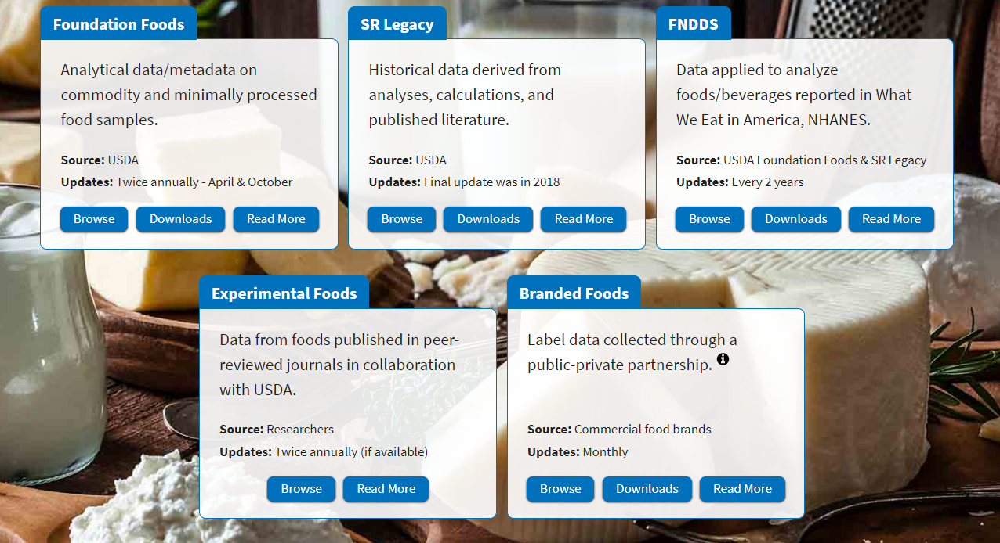 Foundation Foods
Analytical data/metadata on
commodity and minimally processed
food samples.
Source: USDA
Updates: Twice annually - April & October
Browse Downloads Read More
SR Legacy
Historical data derived from
analyses, calculations, and
published literature.
Source: USDA
Updates: Final update was in 2018
Browse Downloads Read More
FNDDS
Data applied to analyze
foods/beverages reported in What
We Eat in America, NHANES.
Source: USDA Foundation Foods & SR Legacy
Updates: Every 2 years
Browse Downloads Read More
Experimental Foods
Data from foods published in peer-
reviewed journals in collaboration
with USDA.
Source: Researchers
Updates: Twice annually (if available)
Browse Read More
Branded Foods
Label data collected through a
public-private partnership.
Source: Commercial food brands
Updates: Monthly
Browse Downloads Read More